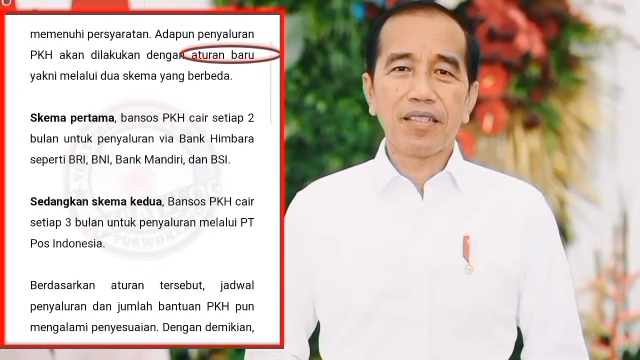 memenuhi persyaratan. Adapun penyaluran
PKH akan dilakukan dengan aturan baru
yakni melalui dua skema yang berbeda.
Skema pertama, bansos PKH cair setiap 2
bulan untuk penyaluran via Bank Himbara
seperti BRI, BNI, Bank Mandiri, dan BSI.
Sedangkan skema kedua, Bansos PKH cair
setiap 3 bulan untuk penyaluran melalui PT
Pos Indonesia.
Berdasarkan aturan tersebut, jadwal
penyaluran dan jumlah bantuan PKH pun
mengalami penyesuaian. Dengan demikian,